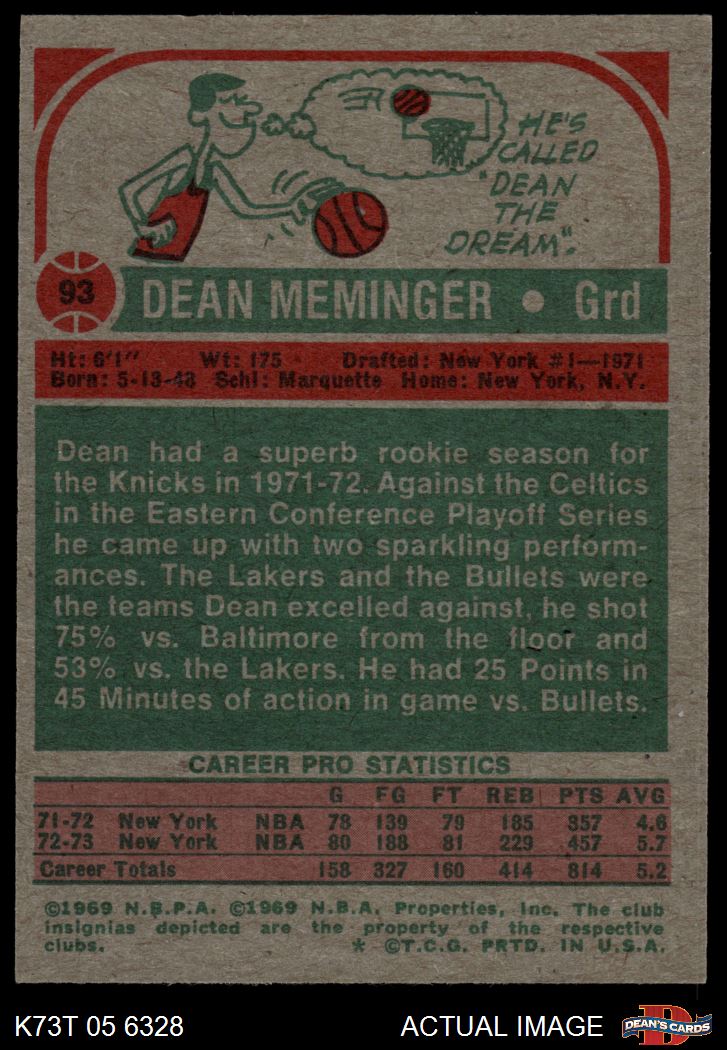 HE'S
CALLED
"DEAN
THE
DREAM".
93
DEAN MEMINGER • Grd
Ht: 6'1" Wt: 175 Drafted: New York #1—1971
Born: 5-13-48 Schl: Marquette Home: New York, N.Y.
Dean had a superb rookie season for
the Knicks in 1971-72. Against the Celtics
in the Eastern Conference Playoff Series
he came up with two sparkling perform-
ances. The Lakers and the Bullets were
the teams Dean excelled against, he shot
75% vs. Baltimore from the floor and
53% vs. the Lakers. He had 25 Points in
45 Minutes of action in game vs. Bullets.
CAREER PRO STATISTICS
G FG FT REB PTS AVG
71-72 New York NBA 78 139 79 185 357 4.6
72-73 New York NBA 80 188 81 229 457 5.7
Career Totals 158 327 160 414 814 5.2
©1969 N.B.P.A. ©1969 N.B.A. Properties, Inc. The club
insignias depicted are the property of the respective
clubs. * ©T.C.G. PRTD. IN U.S.A.
K73T 05 6328 ACTUAL IMAGE
D
DEAN'S CARDS